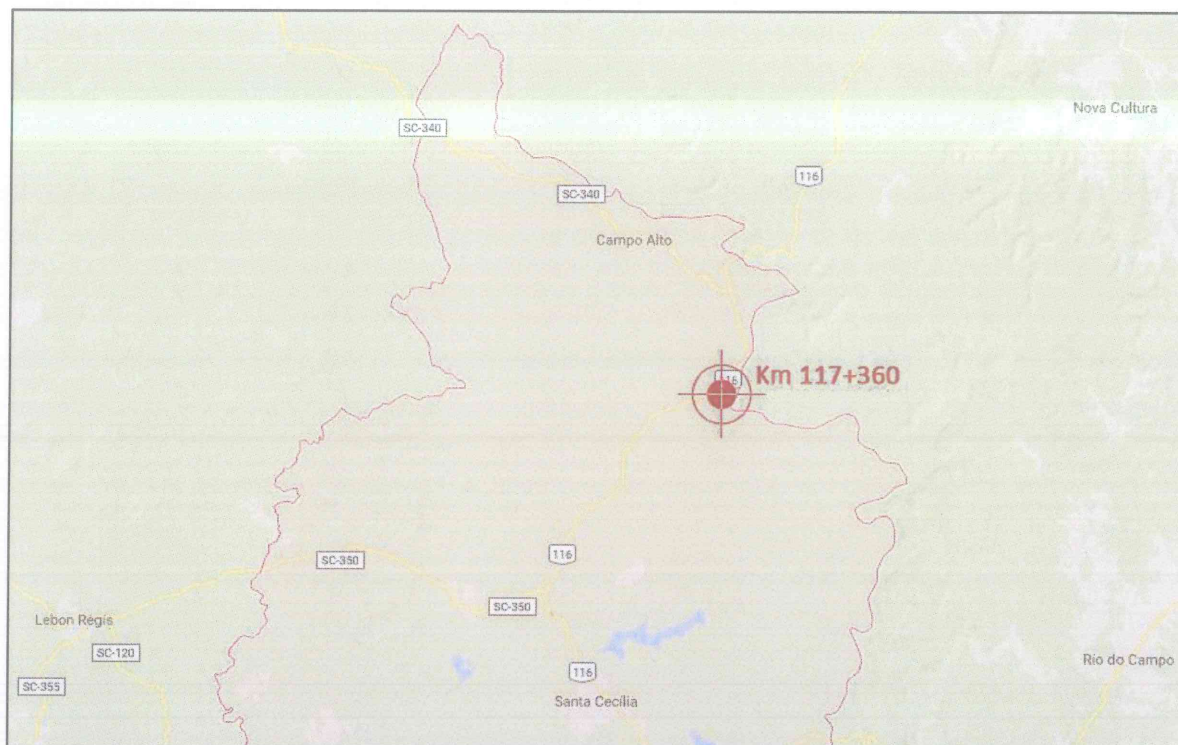 Nova Cultura
SC-340
116
SC-340
Campo Alto
Km 117+360
116
SC-350
SC-350
Lebon Régis
SC-120
Rio do Campo
116
SC-355
Santa Cecília